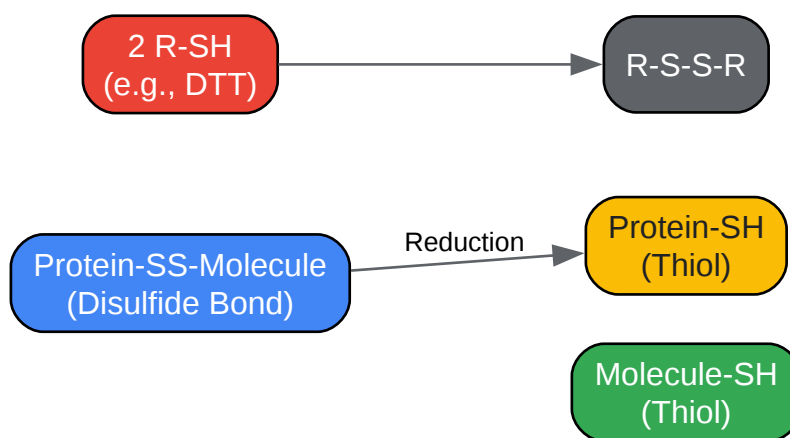 2 R-SH
(e.g., DTT)
R-S-S-R
Protein-SS-Molecule
(Disulfide Bond)
Reduction
Protein-SH
(Thiol)
Molecule-SH
(Thiol)